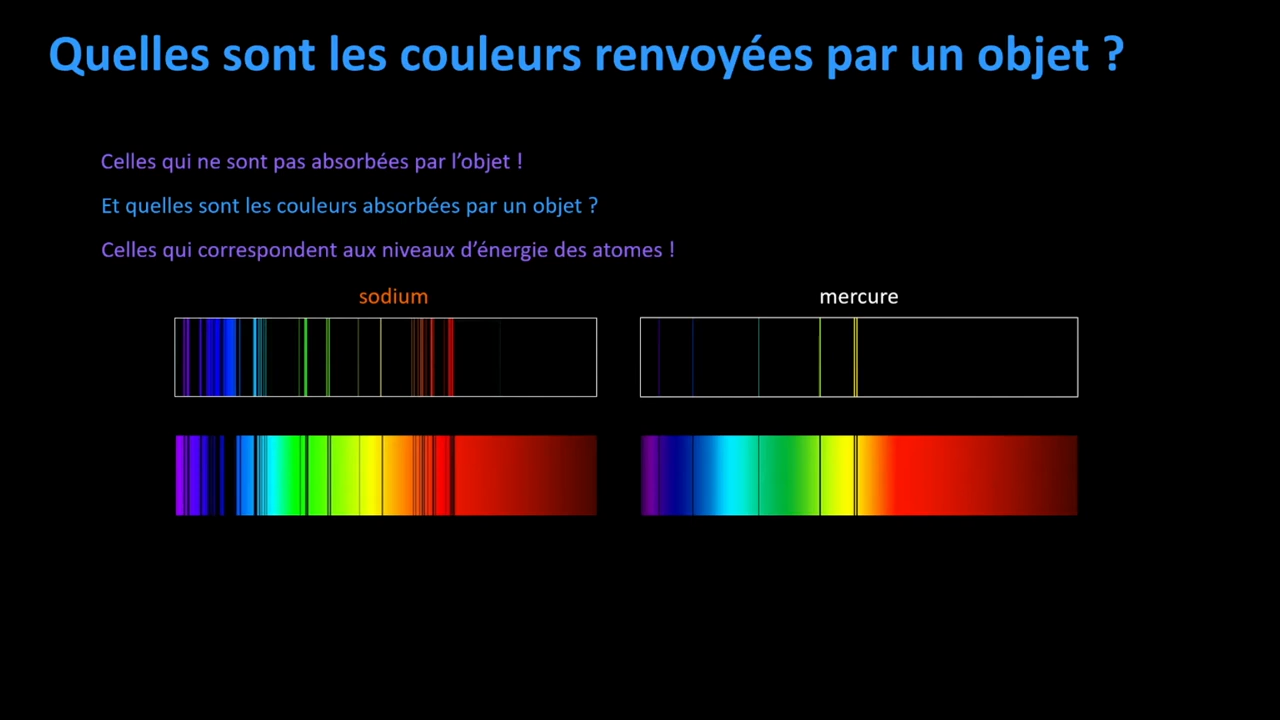 Quelles sont les couleurs renvoyées par un objet ?
Celles qui ne sont pas absorbées par l’objet !
Et quelles sont les couleurs absorbées par un objet ?
Celles qui correspondent aux niveaux d’énergie des atomes !
sodium
mercure